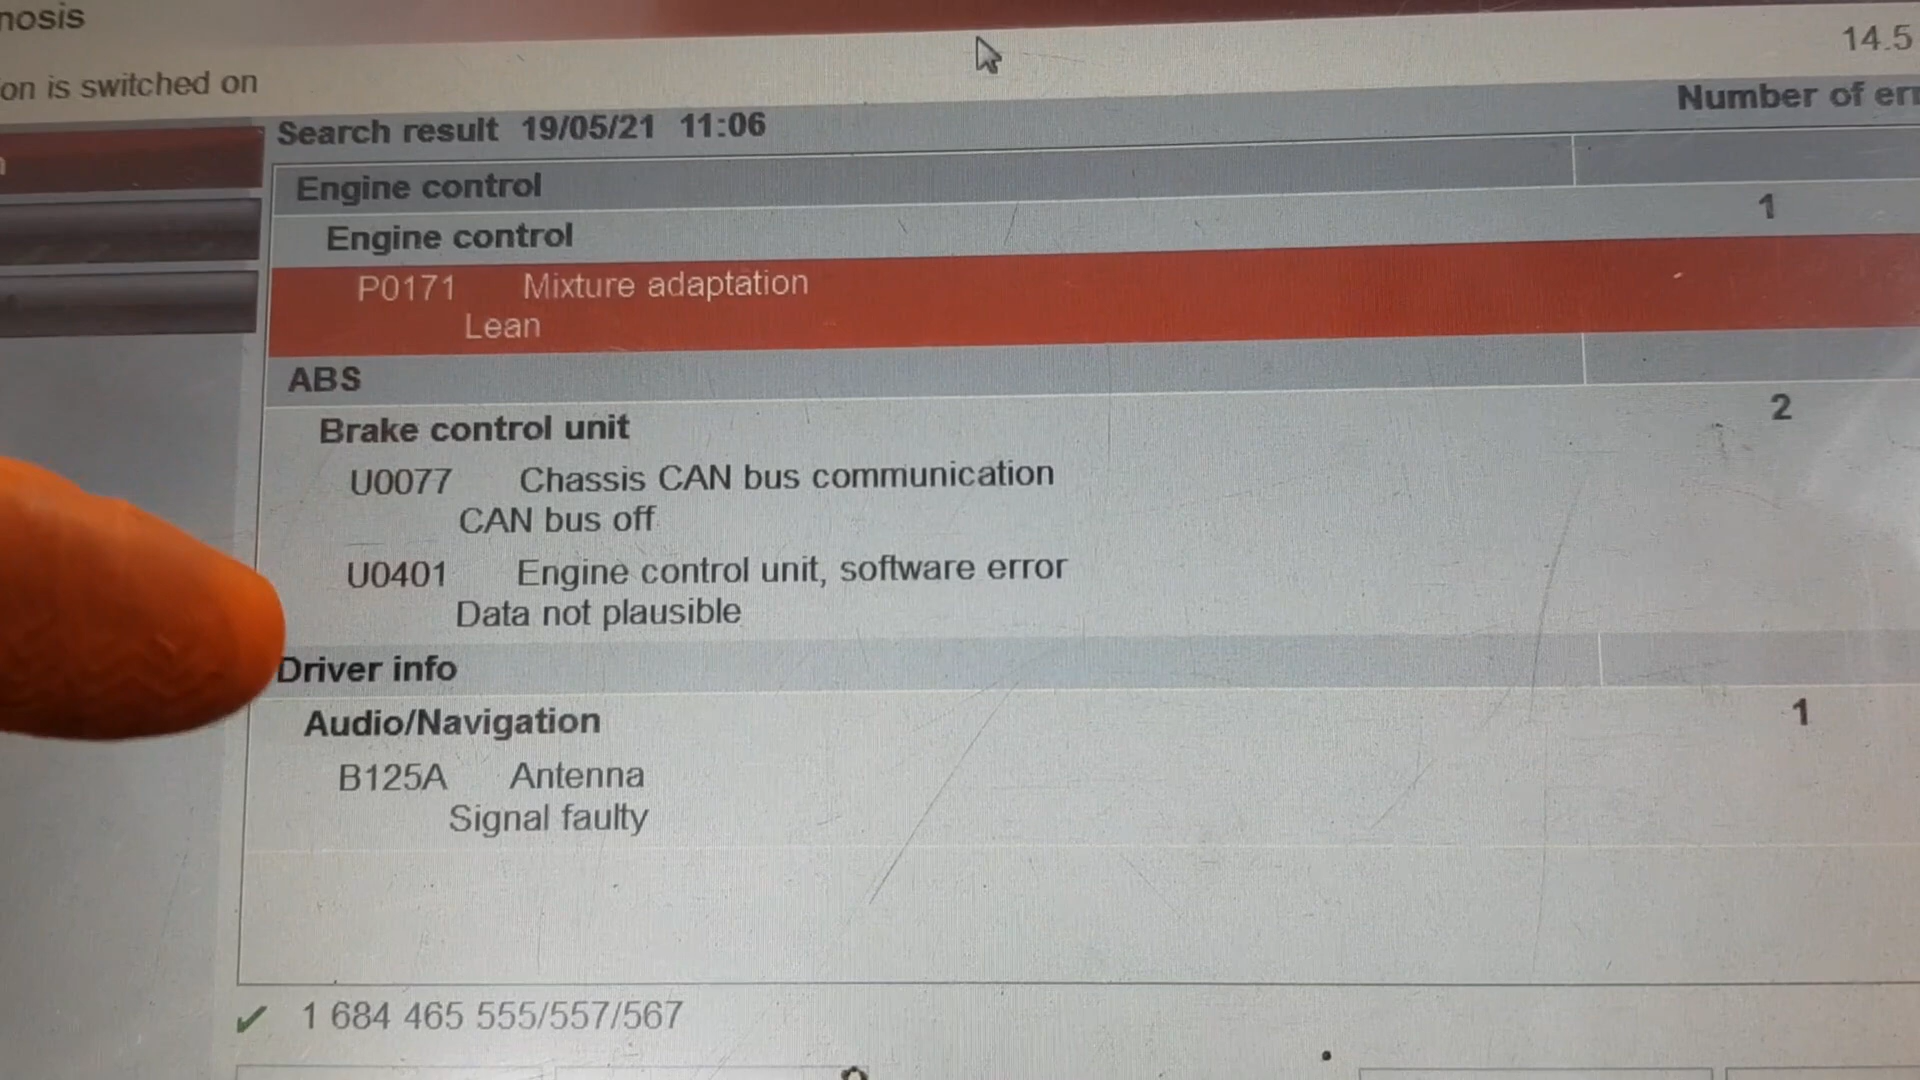 nosis
14.5
on is switched on
Number of err
Search result 19/05/21 11:06
Engine control
Engine control 1
P0171 Mixture adaptation
Lean
ABS
Brake control unit 2
U0077 Chassis CAN bus communication
CAN bus off
U0401 Engine control unit, software error
Data not plausible
Driver info
Audio/Navigation 1
B125A Antenna
Signal faulty
1 684 465 555/557/567